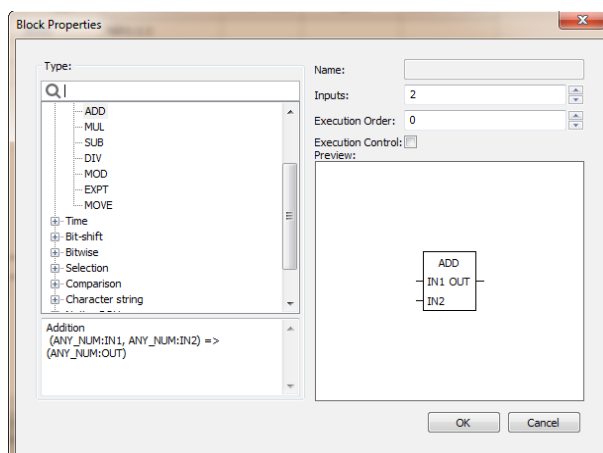 Block Properties
Type:
ADD
MUL
SUB
DIV
MOD
EXPT
MOVE
Time
Bit-shift
Bitwise
Selection
Comparison
Character string
Addition
(ANY_NUM:IN1, ANY_NUM:IN2) =>
(ANY_NUM:OUT)
Name:
Inputs: 2
Execution Order: 0
Execution Control:
Preview:
ADD
IN1 OUT
IN2
OK Cancel